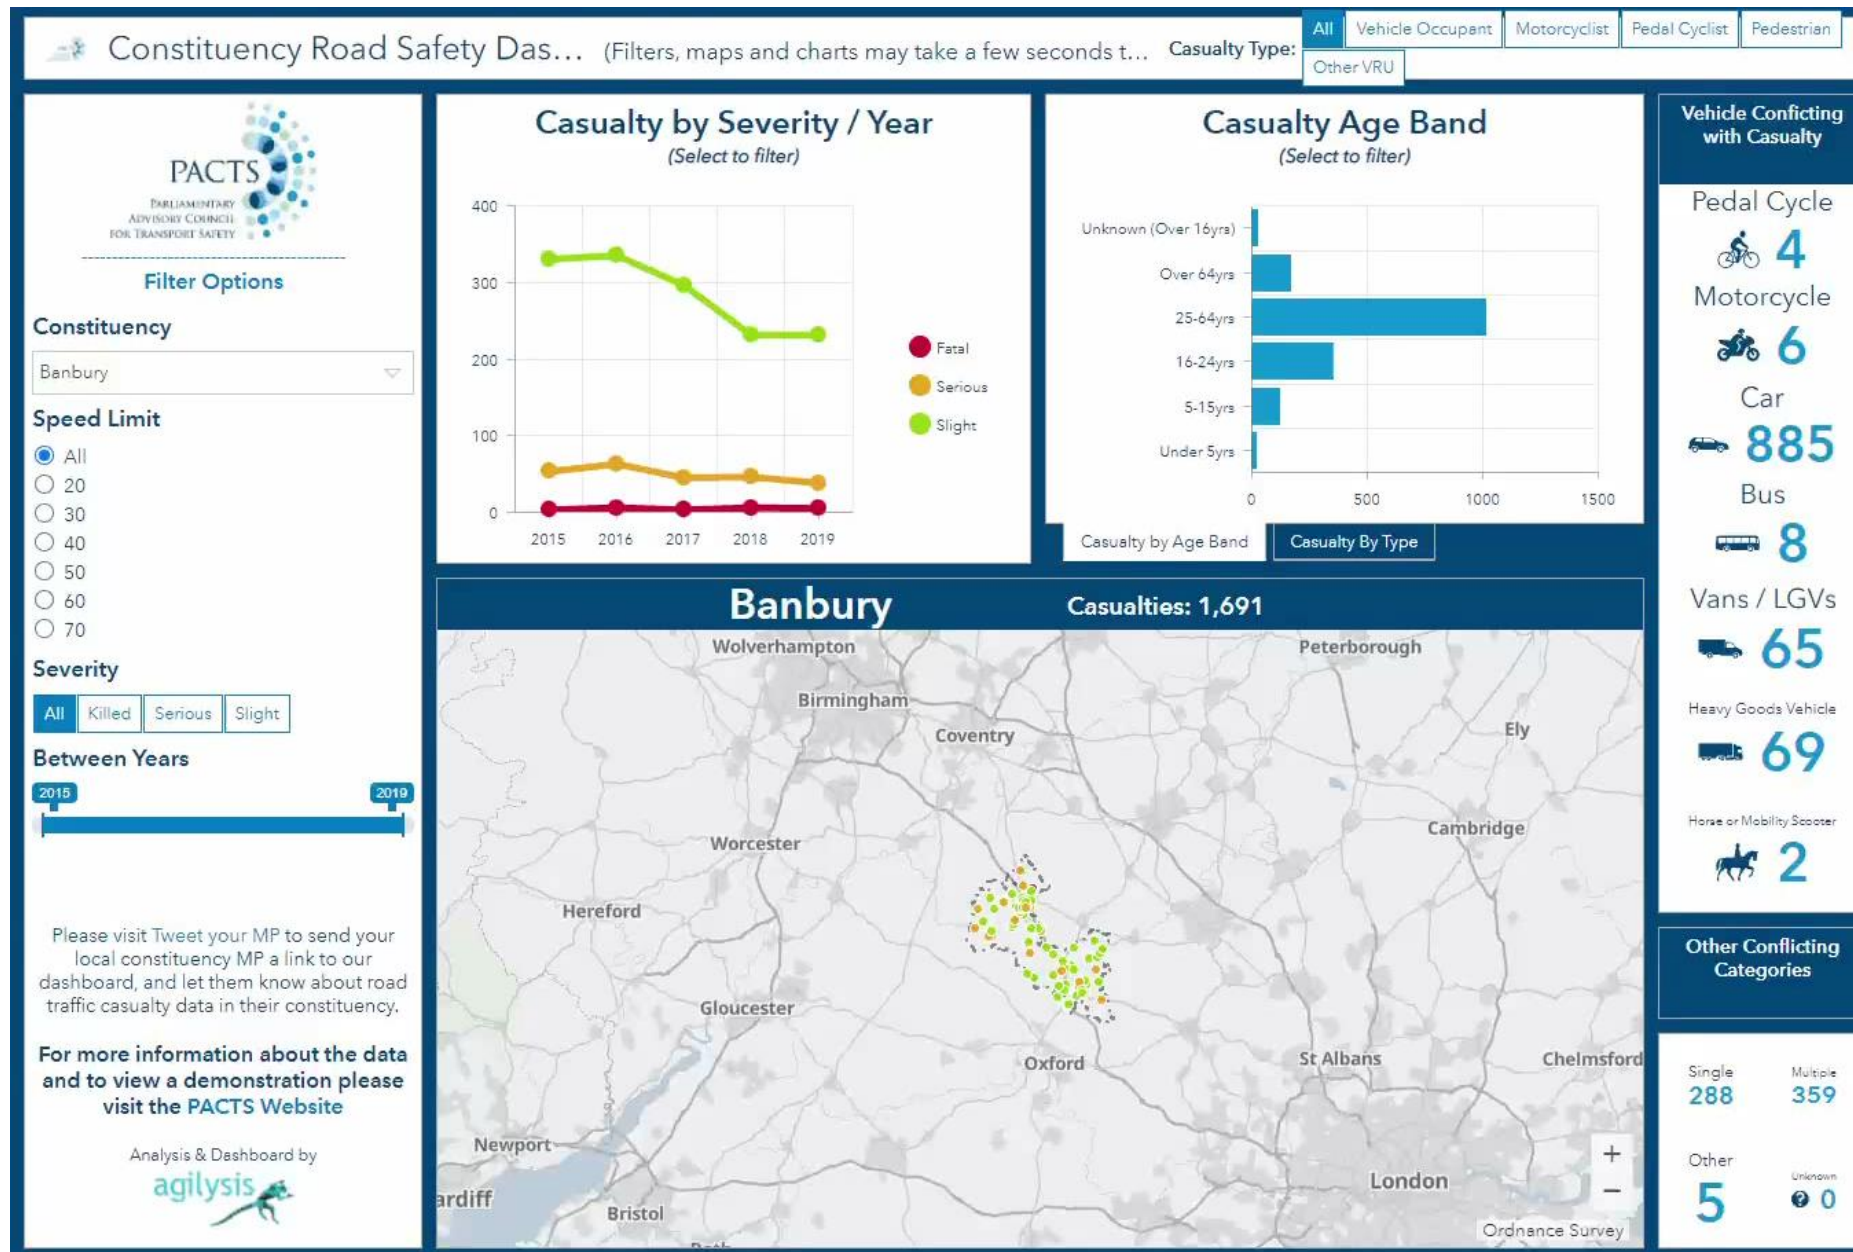 Constituency Road Safety Das...
(Filters, maps and charts may take a few seconds t...
Casualty Type:
All
Vehicle Occupant
Motorcyclist
Pedal Cyclist
Pedestrian
Other VRU
PACTS
PARLIAMENTARY
ADVISORY COUNCIL
FOR TRANSPORT SAFETY
Filter Options
Constituency
Banbury
Speed Limit
All
20
30
40
50
60
70
Severity
All
Killed
Serious
Slight
Between Years
2015
2019
Please visit Tweet your MP to send your
local constituency MP a link to our
dashboard, and let them know about road
traffic casualty data in their constituency.
For more information about the data
and to view a demonstration please
visit the PACTS Website
Analysis & Dashboard by
agilysis
Casualty by Severity / Year
(Select to filter)
400
300
200
100
0
2015
2016
2017
2018
2019
Fatal
Serious
Slight
Casualty Age Band
(Select to filter)
Unknown (Over 16yrs)
Over 64yrs
25-64yrs
16-24yrs
5-15yrs
Under 5yrs
0
500
1000
1500
Casualty by Age Band
Casualty By Type
Banbury
Casualties: 1,691
Wolverhampton
Peterborough
Birmingham
Coventry
Ely
Worcester
Cambridge
Hereford
Gloucester
Oxford
St Albans
Chelmsford
Newport
London
ardiff
Bristol
+
−
Ordnance Survey
Vehicle Conficting
with Casualty
Pedal Cycle
4
Motorcycle
6
Car
885
Bus
8
Vans / LGVs
65
Heavy Goods Vehicle
69
Horse or Mobility Scooter
2
Other Conflicting
Categories
Single
288
Multiple
359
Other
5
Unknown
? 0